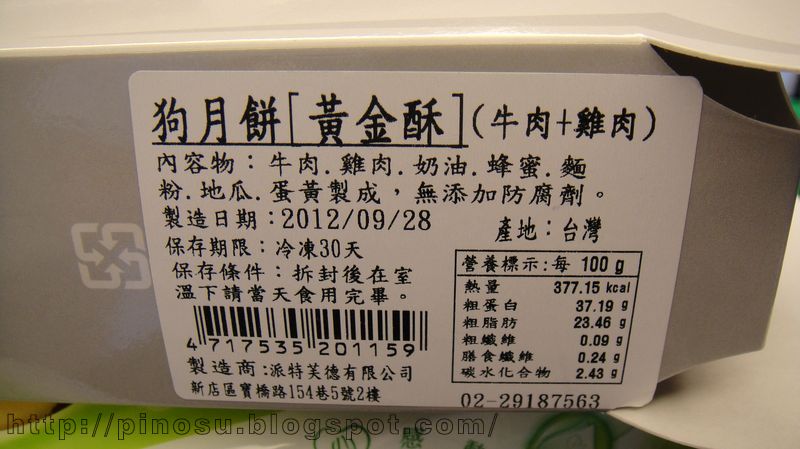 狗月餅[黃金酥](牛肉+雞肉)
內容物：牛肉.雞肉.奶油.蜂蜜.麵
粉.地瓜.蛋黃製成，無添加防腐劑。
製造日期：2012/09/28
產地：台灣
保存期限：冷凍30天
保存條件：拆封後在室
溫下請當天食用完畢。
營養標示：每 100 g
熱量 377.15 kcal
粗蛋白 37.19 g
粗脂肪 23.46 g
粗纖維 0.09 g
膳食纖維 0.24 g
碳水化合物 2.43 g
4 717535 201159
製造商：派特芙德有限公司
新店區寶橋路154巷5號2樓
02-29187563
http://pinosu.blogspot.com/